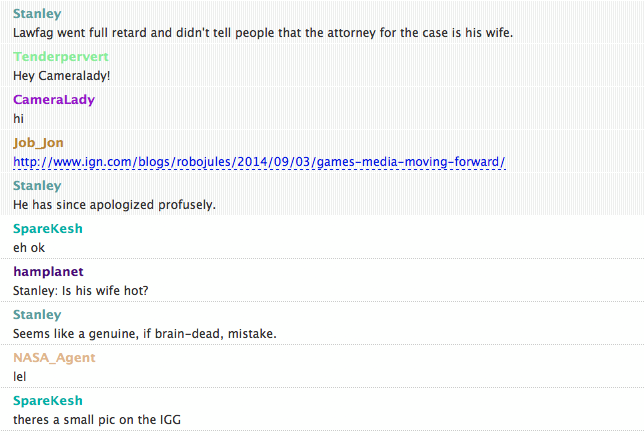 Stanley
Lawfag went full retard and didn't tell people that the attorney for the case is his wife.
Tenderpervert
Hey Cameralady!
CameraLady
hi
Job_Jon
http://www.ign.com/blogs/robojules/2014/09/03/games-media-moving-forward/
Stanley
He has since apologized profusely.
SpareKesh
eh ok
hamplanet
Stanley: Is his wife hot?
Stanley
Seems like a genuine, if brain-dead, mistake.
NASA_Agent
lel
SpareKesh
theres a small pic on the IGG